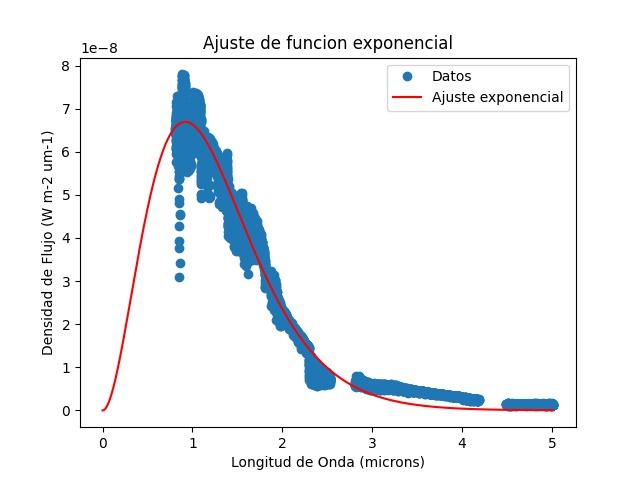 Ajuste de funcion exponencial
1e−8
Datos
Ajuste exponencial
8
7
6
5
4
3
2
1
0
Densidad de Flujo (W m-2 um-1)
0 1 2 3 4 5
Longitud de Onda (microns)